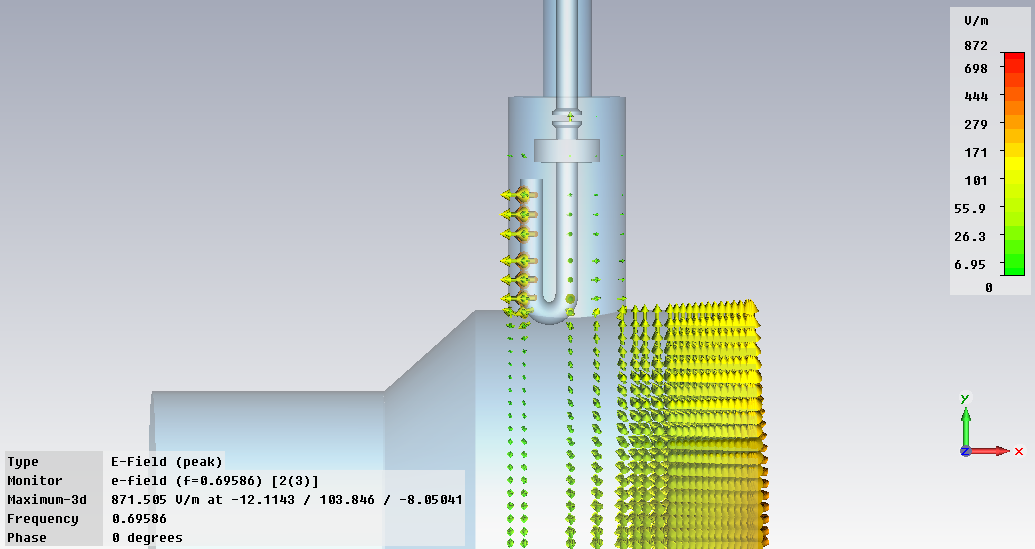 V/m
872
698
444
279
171
101
55.9
26.3
6.95
0
y
x
z
Type E-Field (peak)
Monitor e-field (f=0.69586) [2(3)]
Maximum-3d 871.505 V/m at -12.1143 / 103.846 / -8.05041
Frequency 0.69586
Phase 0 degrees